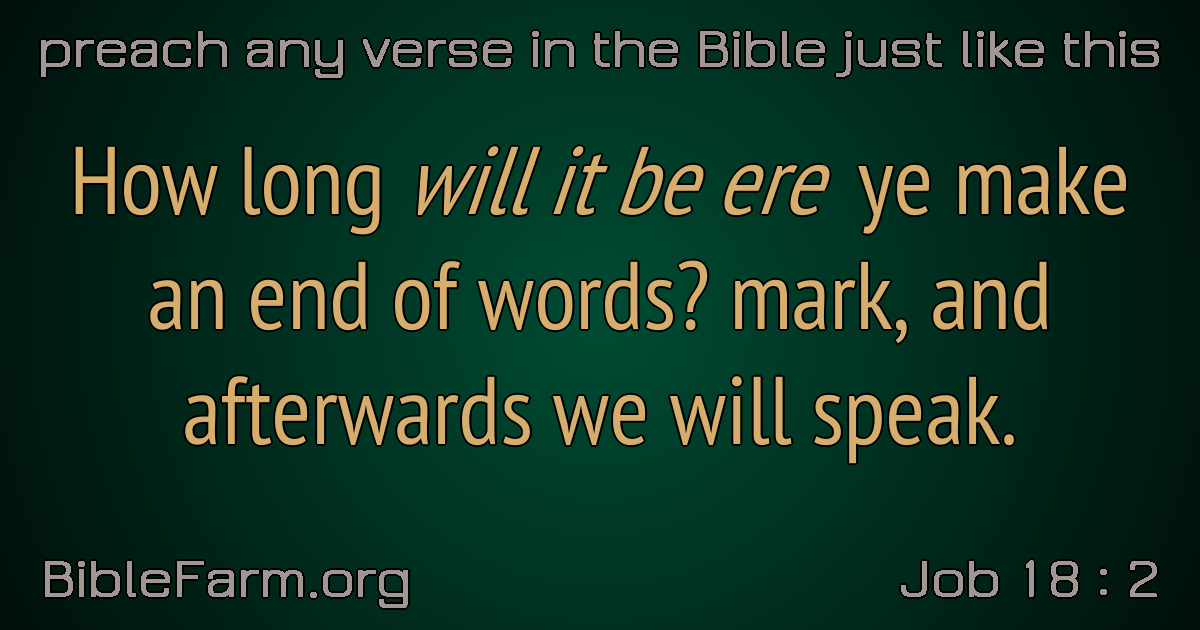 preach any verse in the Bible just like this
How long will it be ere ye make
an end of words? mark, and
afterwards we will speak.
BibleFarm.org
Job 18 : 2